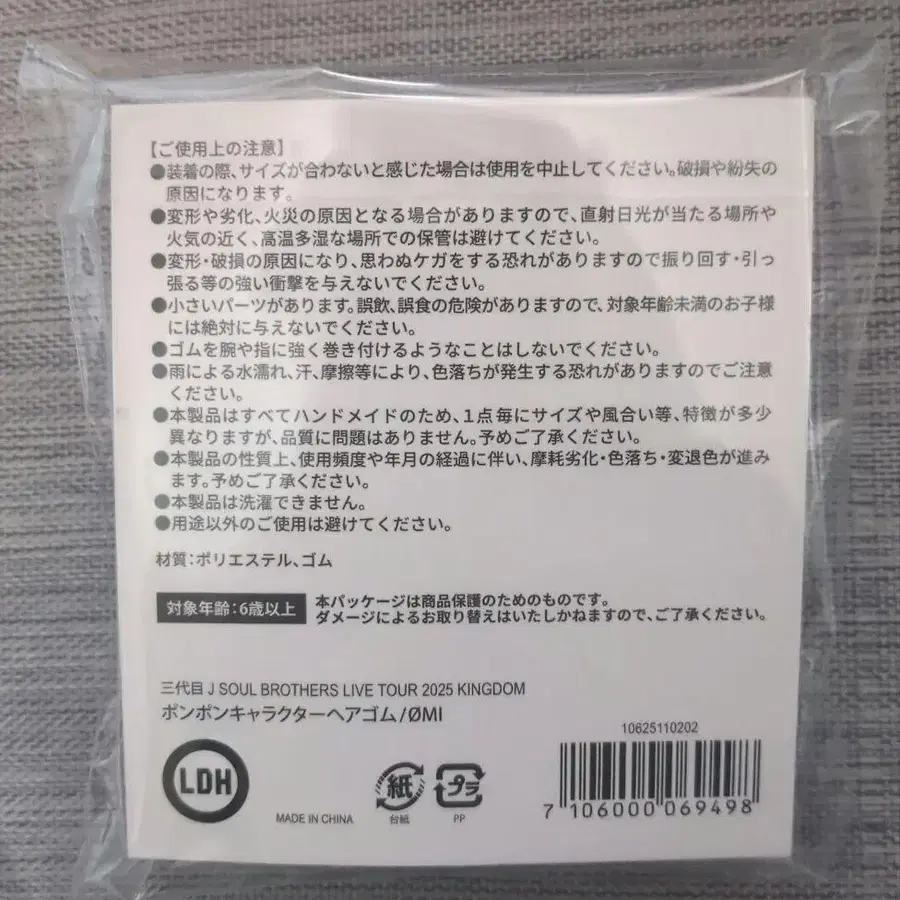 【ご使用上の注意】
●装着の際、サイズが合わないと感じた場合は使用を中止してください。破損や紛失の
原因になります。
●変形や劣化、火災の原因となる場合がありますので、直射日光が当たる場所や
火気の近く、高温多湿な場所での保管は避けてください。
●変形・破損の原因になり、思わぬケガをする恐れがありますので振り回す・引っ
張る等の強い衝撃を与えないでください。
●小さいパーツがあります。誤飲、誤食の危険がありますので、対象年齢未満のお子様
には絶対に与えないでください。
●ゴムを腕や指に強く巻き付けるようなことはしないでください。
●雨による水濡れ、汗、摩擦等により、色落ちが発生する恐れがありますのでご注意
ください。
●本製品はすべてハンドメイドのため、1点毎にサイズや風合い等、特徴が多少
異なりますが、品質に問題はありません。予めご了承ください。
●本製品の性質上、使用頻度や年月の経過に伴い、摩耗劣化・色落ち・変退色が進み
ます。予めご了承ください。
●本製品は洗濯できません。
●用途以外のご使用は避けてください。
材質：ポリエステル、ゴム
対象年齢：6歳以上
本パッケージは商品保護のためのものです。
ダメージによるお取り替えはいたしかねますので、ご了承ください。
三代目 J SOUL BROTHERS LIVE TOUR 2025 KINGDOM
ポンポンキャラクターヘアゴム/ØMI
LDH
MADE IN CHINA
紙
台紙
プラ
PP
10625110202
7 106000 069498